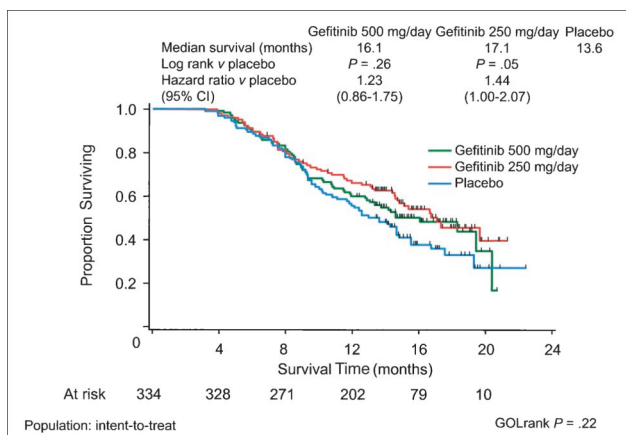 Gefitinib 500 mg/day Gefitinib 250 mg/day Placebo
Median survival (months) 16.1 17.1 13.6
Log rank v placebo P = .26 P = .05
Hazard ratio v placebo 1.23 1.44
(95% CI) (0.86-1.75) (1.00-2.07)
1.0
0.8
0.6
0.4
0.2
0
Proportion Surviving
Gefitinib 500 mg/day
Gefitinib 250 mg/day
Placebo
4 8 12 16 20 24
Survival Time (months)
At risk 334 328 271 202 79 10
Population: intent-to-treat GOLrank P = .22